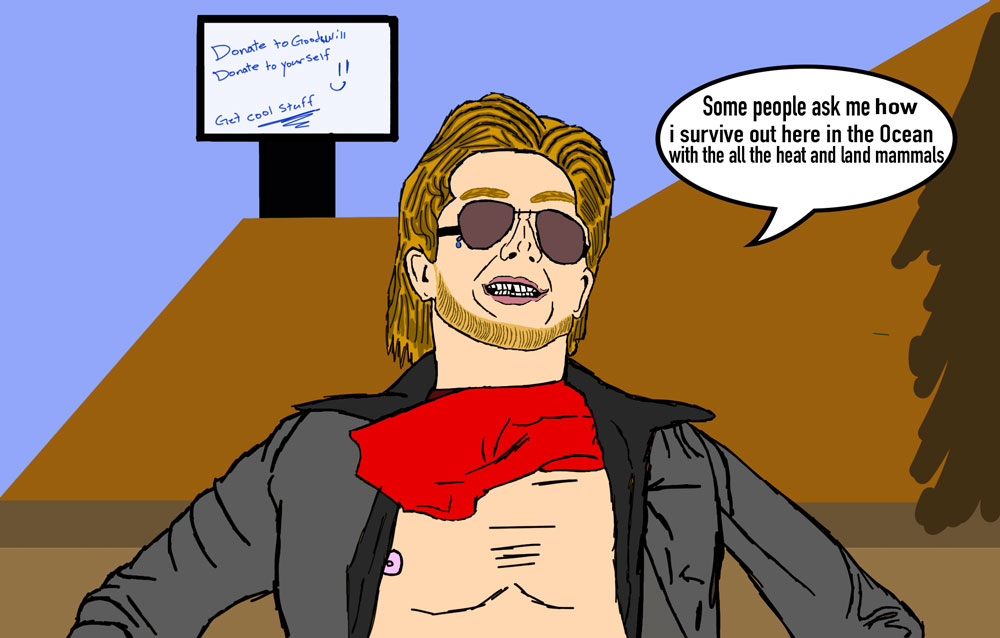 Donate to Goodwill
Donate to yourself
!!
Get cool stuff
Some people ask me how
i survive out here in the Ocean
with the all the heat and land mammals